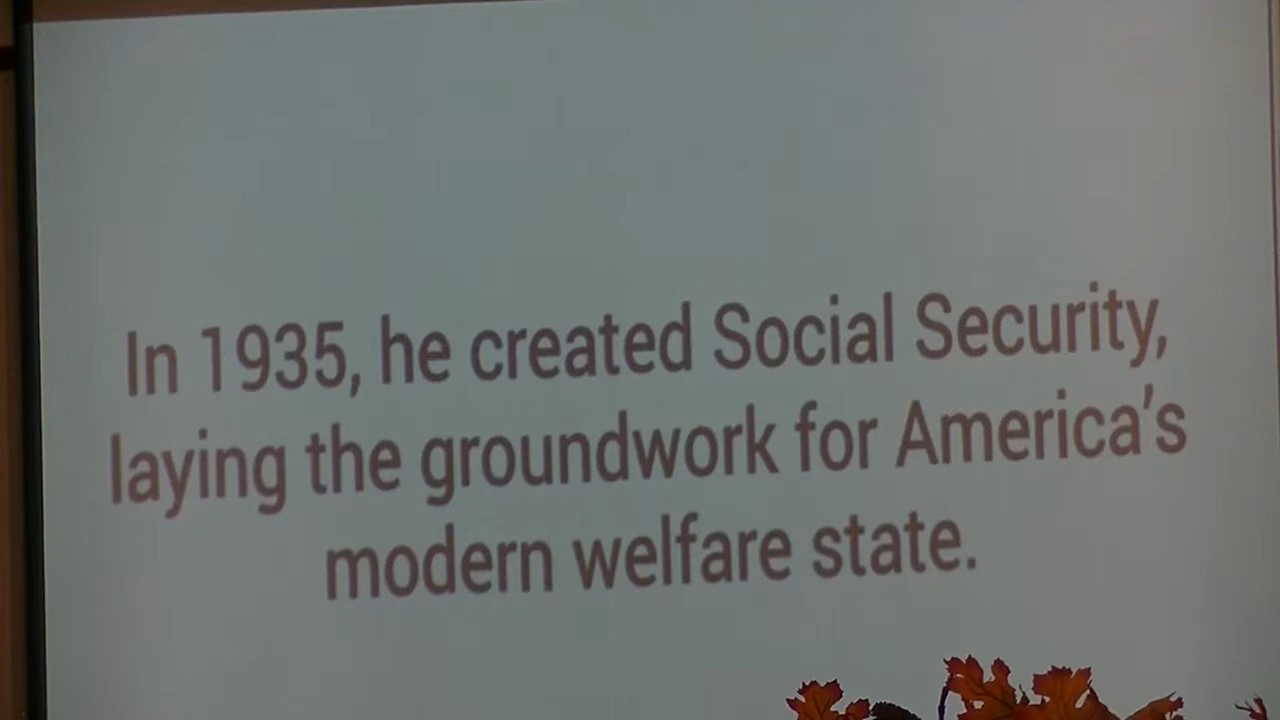 In 1935, he created Social Security,
laying the groundwork for America's
modern welfare state.